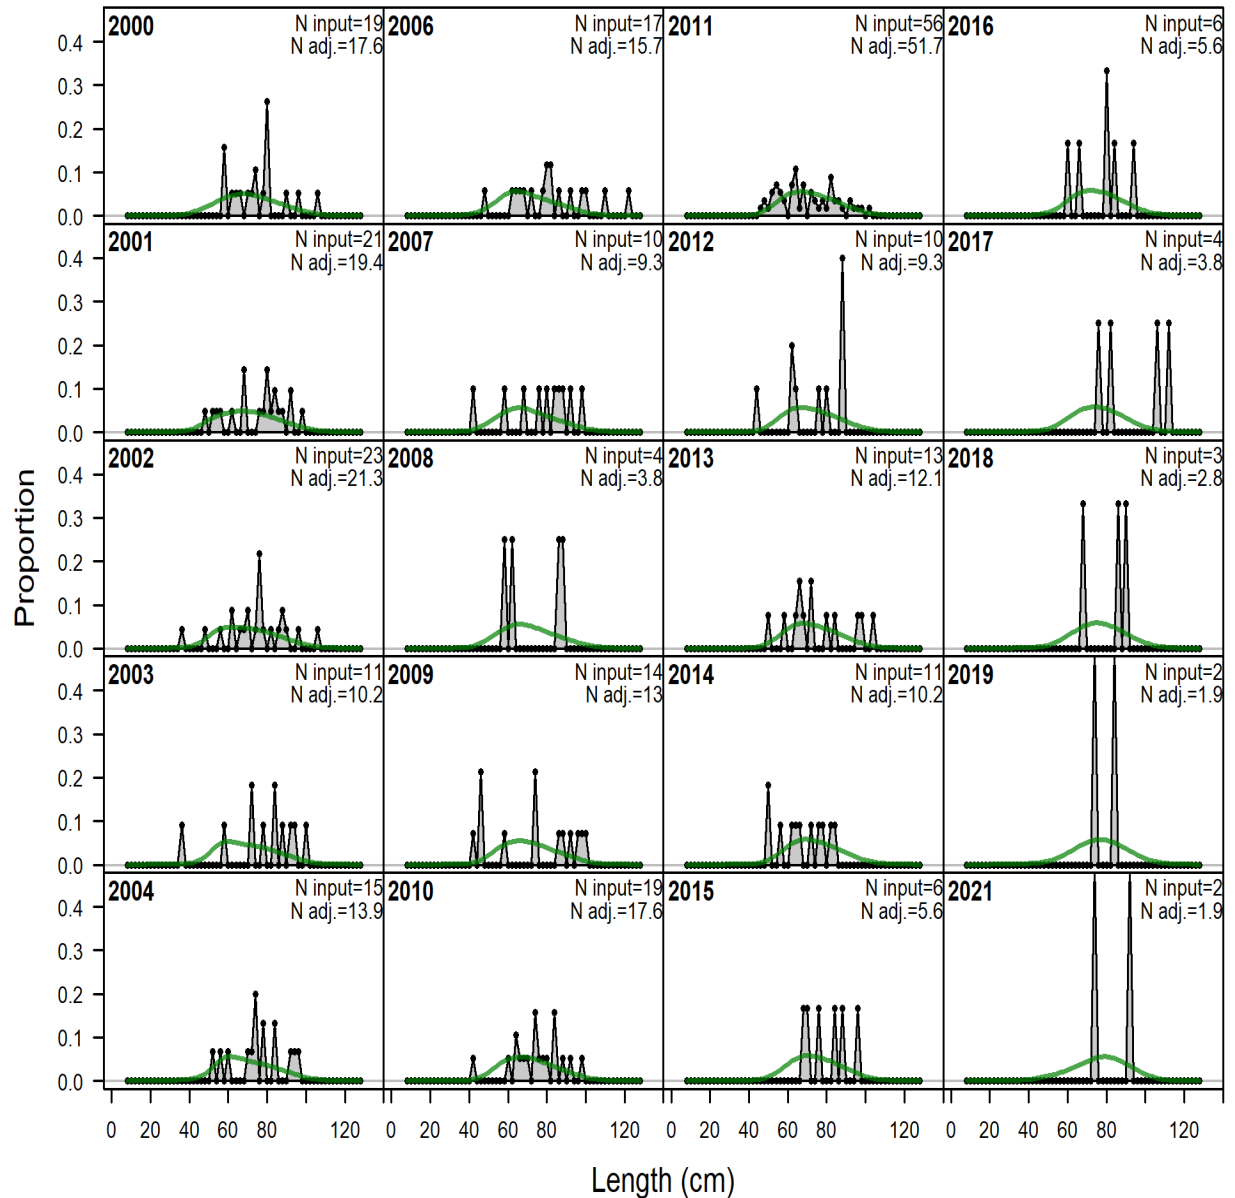 2000 N input=19
N adj.=17.6
2006 N input=17
N adj.=15.7
2011 N input=56
N adj.=51.7
2016 N input=6
N adj.=5.6
0.4
0.3
0.2
0.1
0.0
2001 N input=21
N adj.=19.4
2007 N input=10
N adj.=9.3
2012 N input=10
N adj.=9.3
2017 N input=4
N adj.=3.8
0.4
0.3
0.2
0.1
0.0
2002 N input=23
N adj.=21.3
2008 N input=4
N adj.=3.8
2013 N input=13
N adj.=12.1
2018 N input=3
N adj.=2.8
0.4
0.3
0.2
0.1
0.0
Proportion
2003 N input=11
N adj.=10.2
2009 N input=14
N adj.=13
2014 N input=11
N adj.=10.2
2019 N input=2
N adj.=1.9
0.4
0.3
0.2
0.1
0.0
2004 N input=15
N adj.=13.9
2010 N input=19
N adj.=17.6
2015 N input=6
N adj.=5.6
2021 N input=2
N adj.=1.9
0.4
0.3
0.2
0.1
0.0
0 20 40 60 80 120
0 20 40 60 80 120
0 20 40 60 80 120
0 20 40 60 80 120
Length (cm)